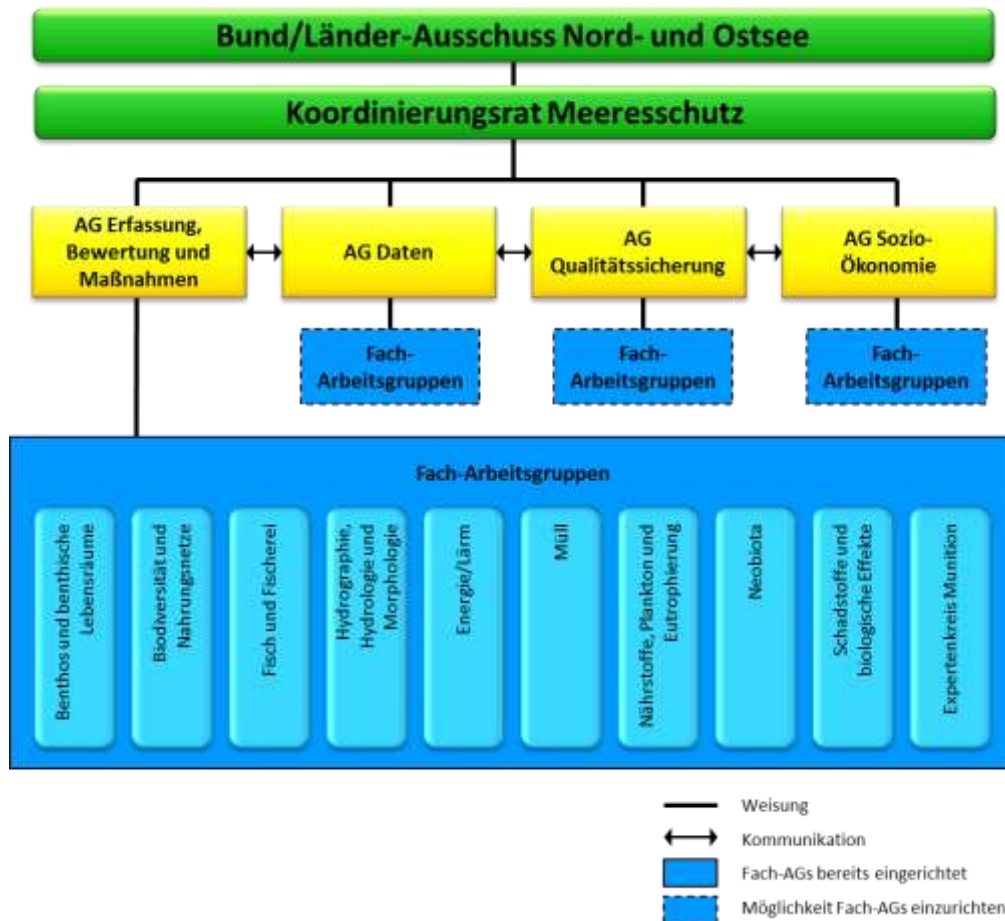 Bund/Länder-Ausschuss Nord- und Ostsee
Koordinierungsrat Meeresschutz
AG Erfassung,
Bewertung und
Maßnahmen
AG Daten
AG
Qualitätssicherung
AG Sozio-
Ökonomie
Fach-
Arbeitsgruppen
Fach-
Arbeitsgruppen
Fach-
Arbeitsgruppen
Fach-Arbeitsgruppen
Benthos und benthische
Lebensräume
Biodiversität und
Nahrungsnetze
Fisch und Fischerei
Hydrographie,
Hydrologie und
Morphologie
Energie/Lärm
Müll
Nährstoffe, Plankton und
Eutrophierung
Neobiota
Schadstoffe und
biologische Effekte
Expertenkreis Munition
Weisung
Kommunikation
Fach-AGs bereits eingerichtet
Möglichkeit Fach-AGs einzurichten